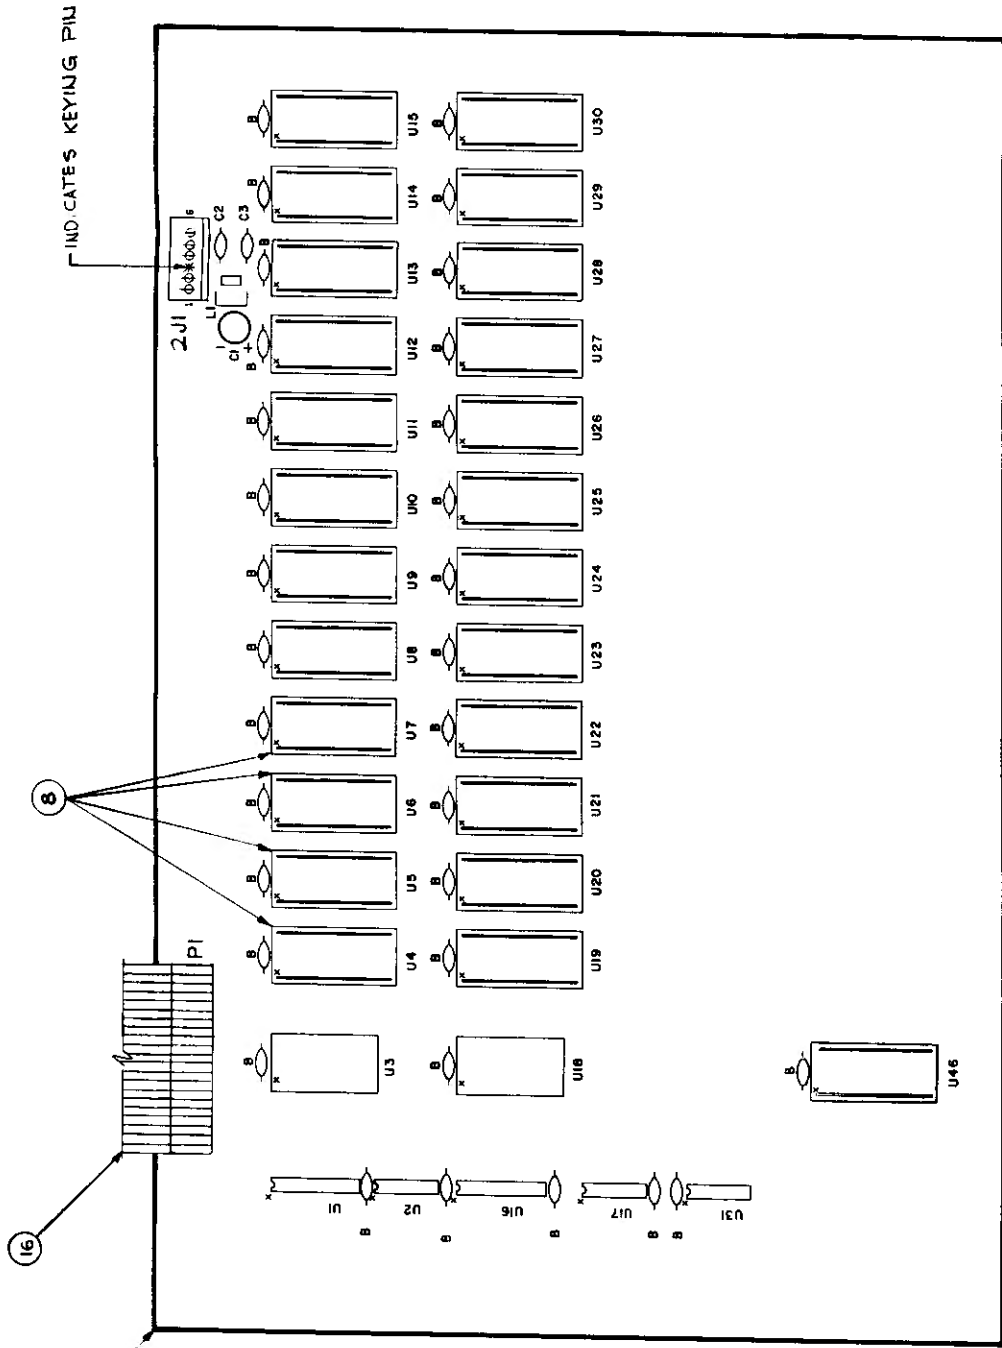 IND.CATES KEYING PIN
2J1
1
6
L1
C1
+
C2
C3
B U15
B U14
B U13
B U12
B U11
B U10
B U9
B U8
B U7
B U6
B U5
B U4
B U3
B U30
B U29
B U28
B U27
B U26
B U25
B U24
B U23
B U22
B U21
B U20
B U19
B U18
B U46
8
P1
16
U1 B
U2 B
U16 B
U17 B
B U31